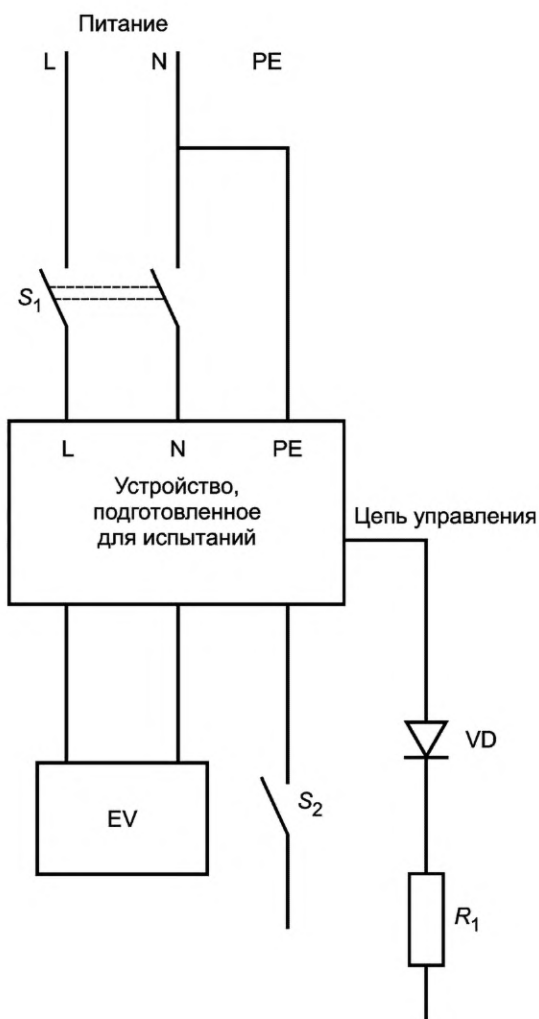 Питание
L N PE
S1
L N PE
Устройство,
подготовленное
для испытаний
Цепь управления
VD
EV
S2
R1